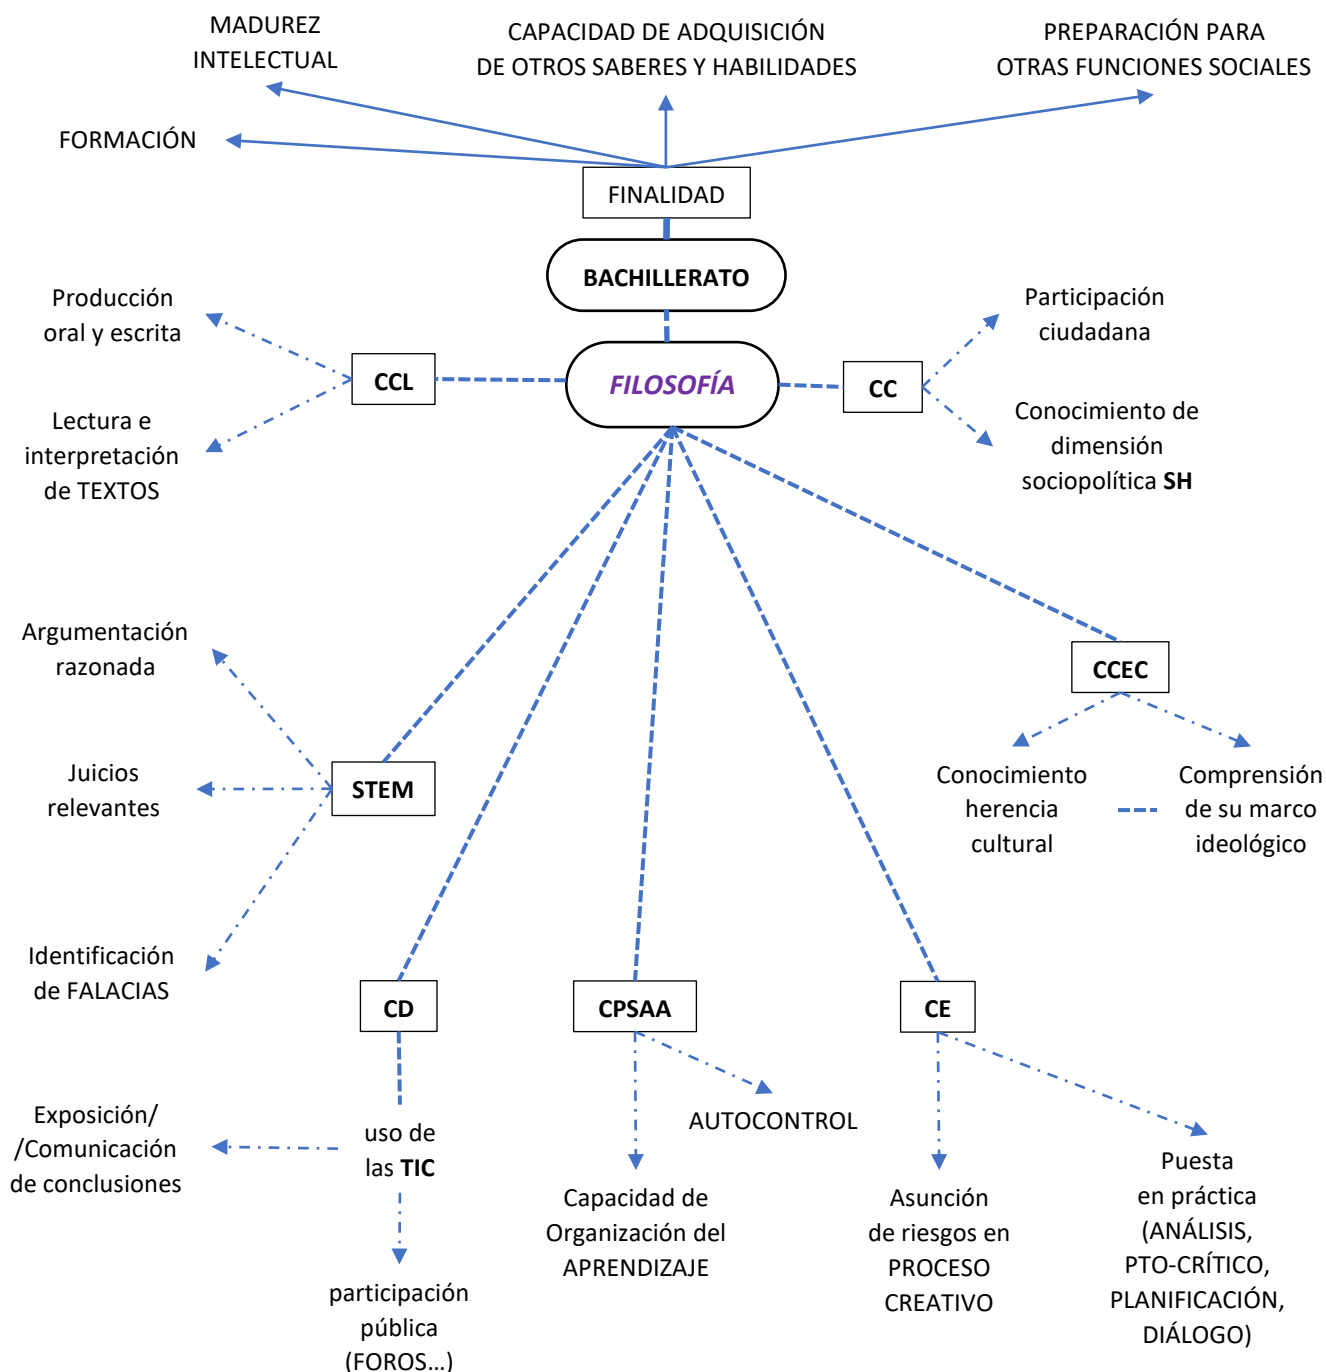 MADUREZ
INTELECTUAL
CAPACIDAD DE ADQUISICIÓN
DE OTROS SABERES Y HABILIDADES
PREPARACIÓN PARA
OTRAS FUNCIONES SOCIALES
FORMACIÓN
FINALIDAD
BACHILLERATO
FILOSOFÍA
Producción
oral y escrita
CCL
Lectura e
interpretación
de TEXTOS
Participación
ciudadana
CC
Conocimiento de
dimensión
sociopolítica SH
Argumentación
razonada
Juicios
relevantes
STEM
Identificación
de FALACIAS
CCEC
Conocimiento
herencia
cultural
Comprensión
de su marco
ideológico
CD
CPSAA
CE
Exposición/
/Comunicación
de conclusiones
uso de
las TIC
participación
pública
(FOROS...)
AUTOCONTROL
Capacidad de
Organización del
APRENDIZAJE
Asunción
de riesgos en
PROCESO
CREATIVO
Puesta
en práctica
(ANÁLISIS,
PTO-CRÍTICO,
PLANIFICACIÓN,
DIÁLOGO)